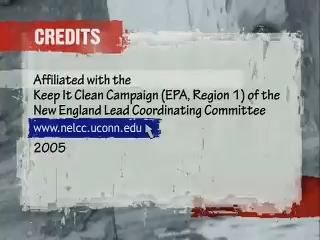 CREDITS
Affiliated with the
Keep It Clean Campaign (EPA, Region 1) of the
New England Lead Coordinating Committee
www.nelcc.uconn.edu
2005